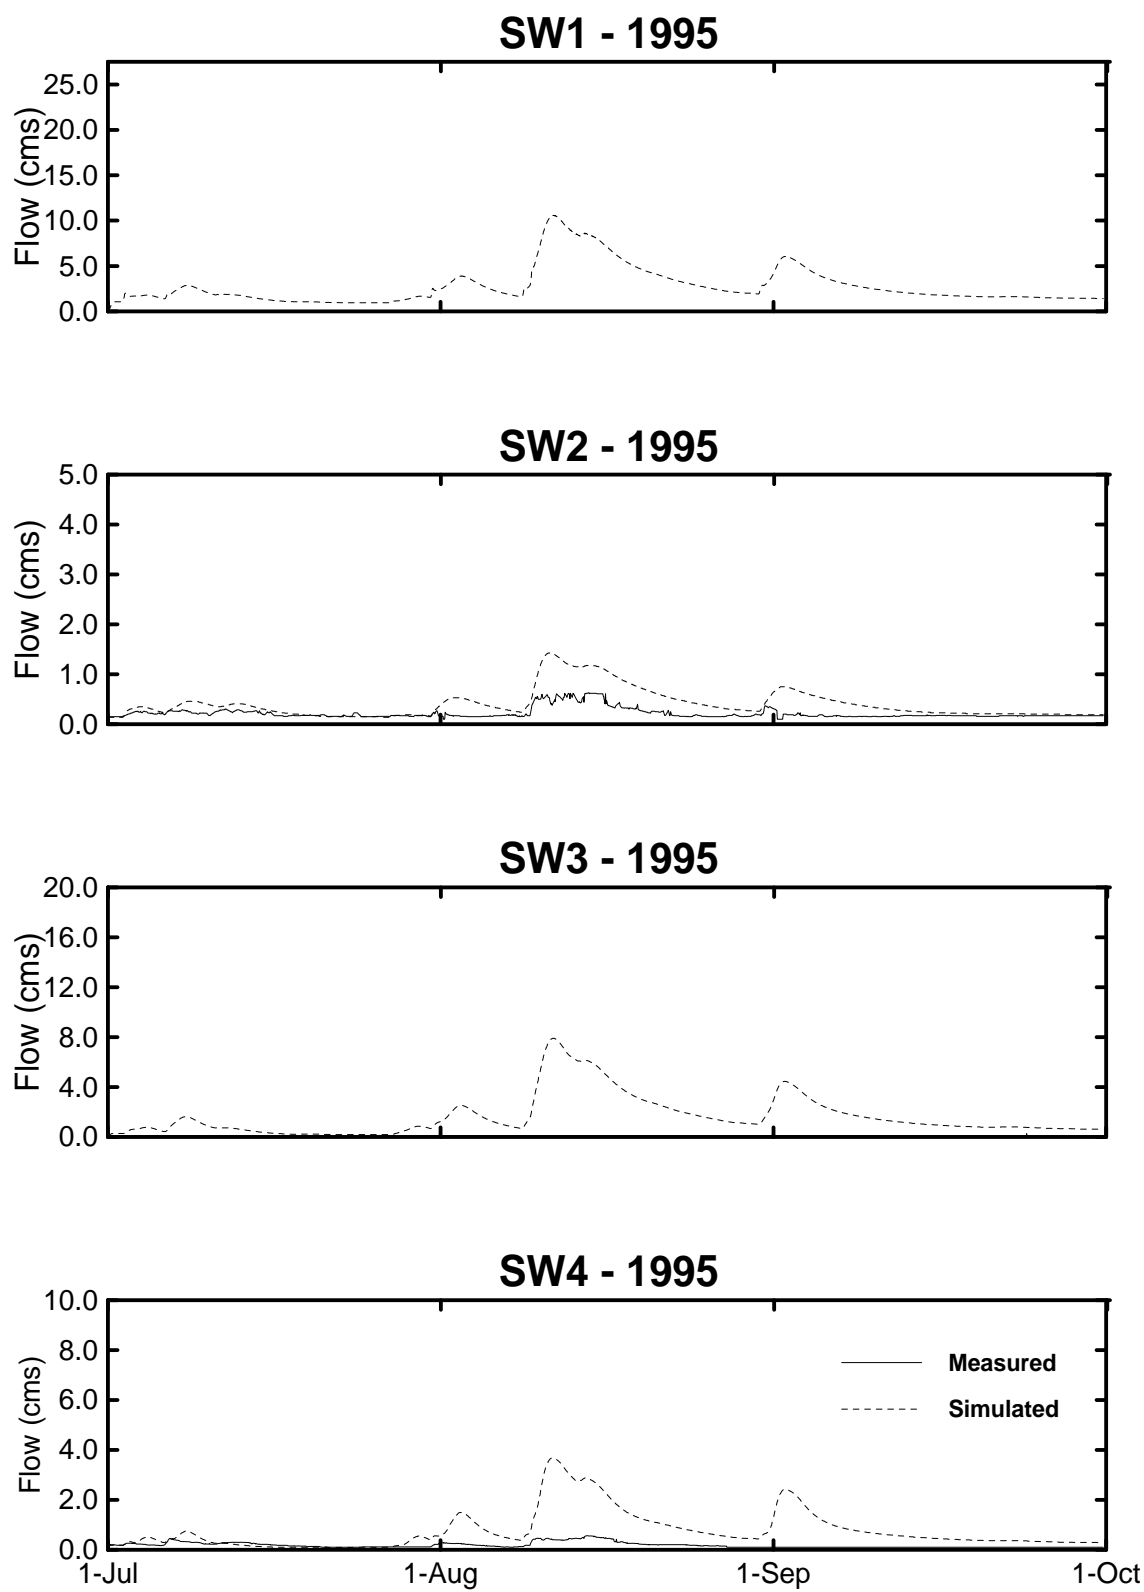 SW1 - 1995
Flow (cms)
25.0
20.0
15.0
10.0
5.0
0.0
SW2 - 1995
Flow (cms)
5.0
4.0
3.0
2.0
1.0
0.0
SW3 - 1995
Flow (cms)
20.0
16.0
12.0
8.0
4.0
0.0
SW4 - 1995
Flow (cms)
10.0
8.0
6.0
4.0
2.0
0.0
Measured
Simulated
1-Jul 1-Aug 1-Sep 1-Oct